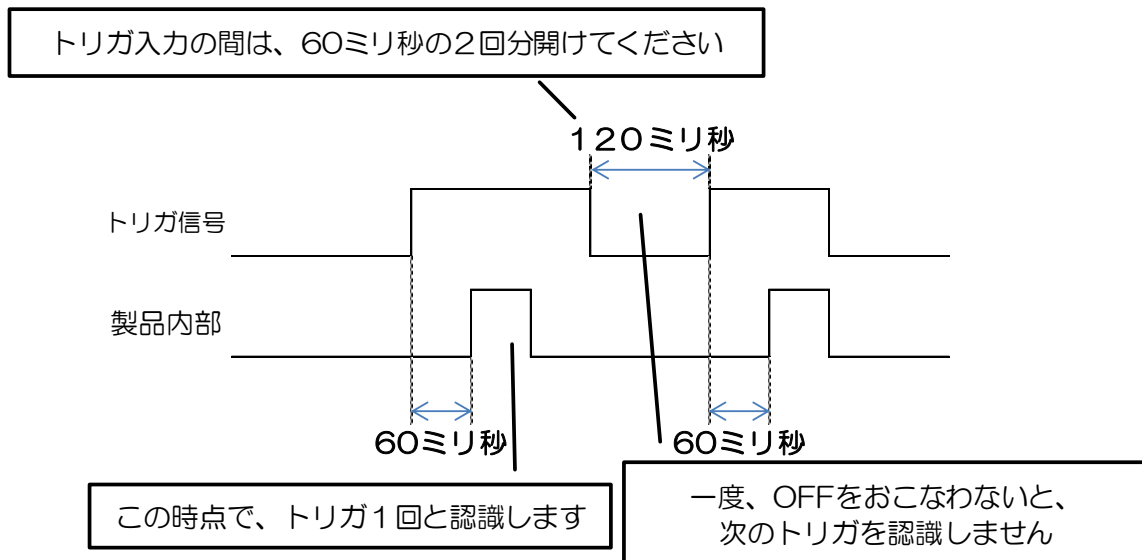 トリガ入力の間は、60ミリ秒の２回分開けてください
１２０ミリ秒
トリガ信号
製品内部
60ミリ秒
60ミリ秒
この時点で、トリガ１回と認識します
一度、OFFをおこなわないと、
次のトリガを認識しません